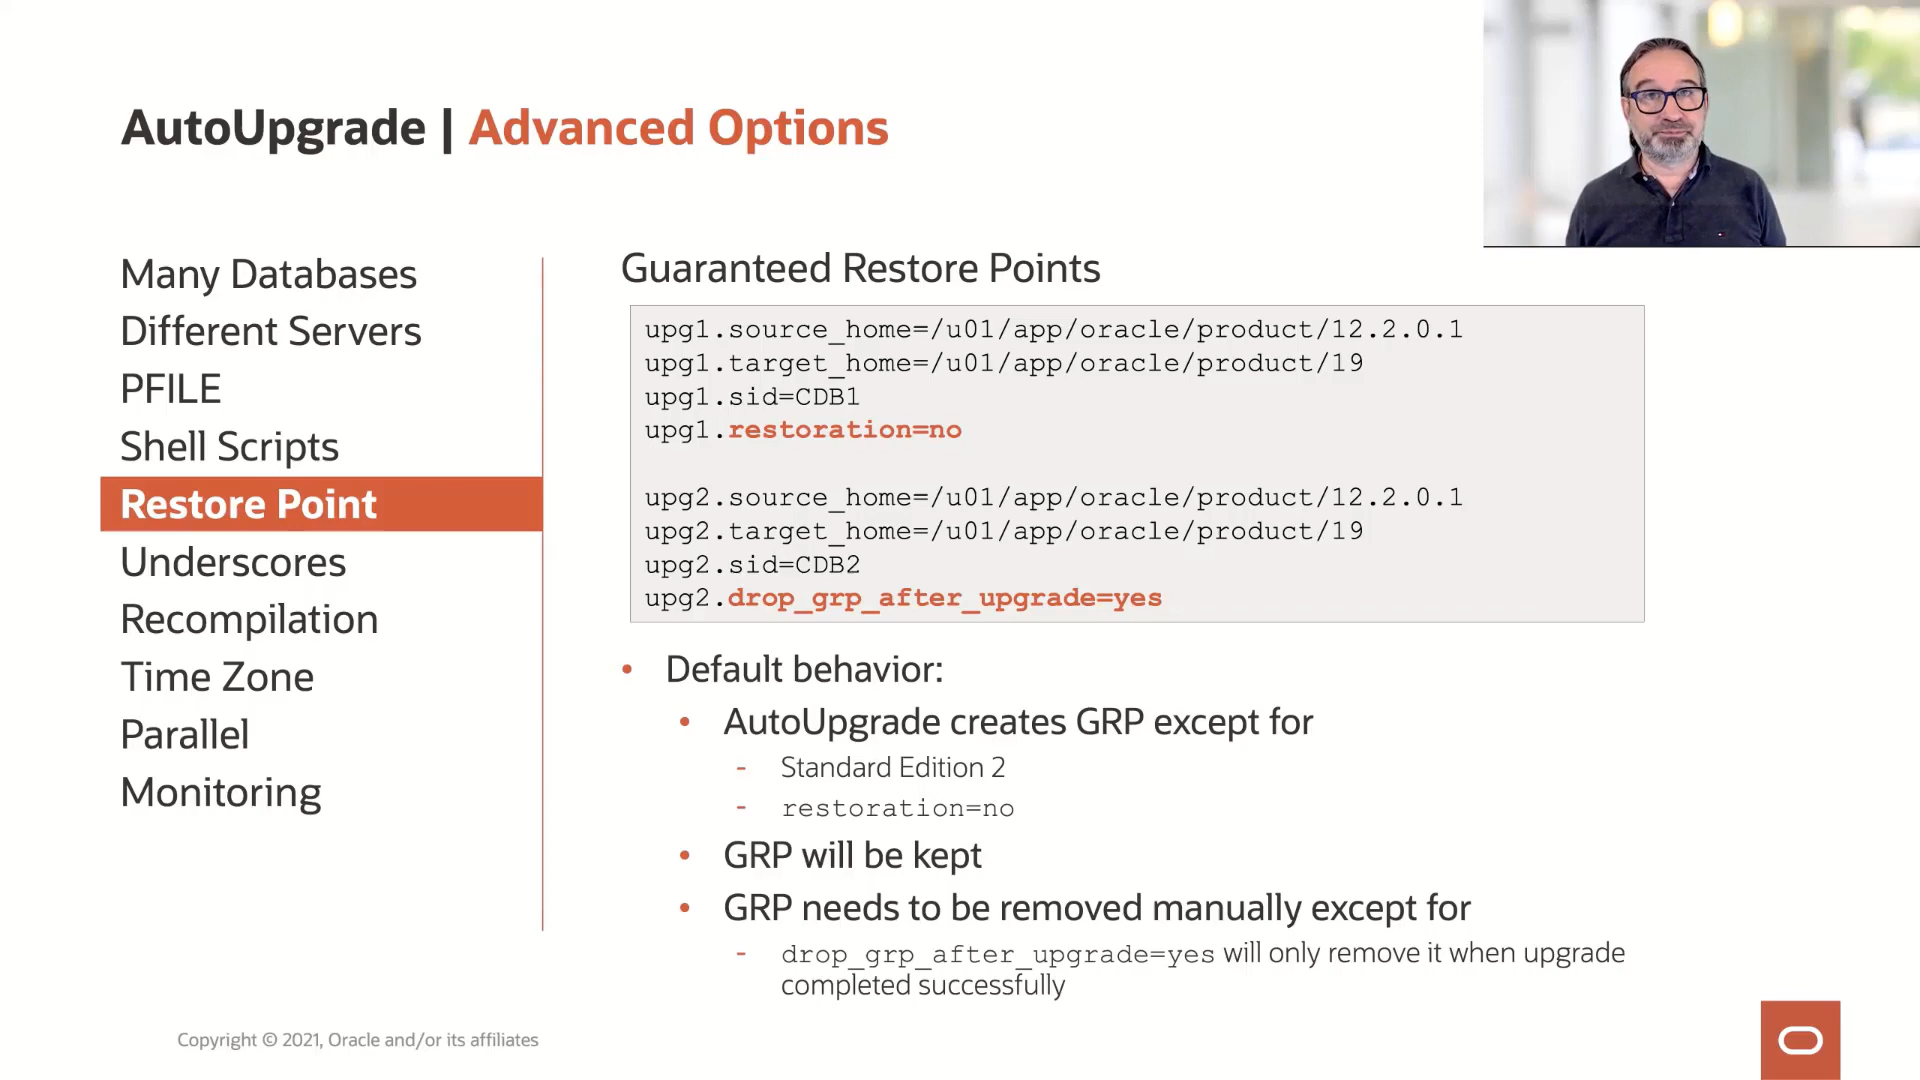 AutoUpgrade | Advanced Options
Many Databases
Different Servers
PFILE
Shell Scripts
Restore Point
Underscores
Recompilation
Time Zone
Parallel
Monitoring
Guaranteed Restore Points
upg1.source_home=/u01/app/oracle/product/12.2.0.1
upg1.target_home=/u01/app/oracle/product/19
upg1.sid=CDB1
upg1.restoration=no
upg2.source_home=/u01/app/oracle/product/12.2.0.1
upg2.target_home=/u01/app/oracle/product/19
upg2.sid=CDB2
upg2.drop_grp_after_upgrade=yes
• Default behavior:
• AutoUpgrade creates GRP except for
- Standard Edition 2
- restoration=no
• GRP will be kept
• GRP needs to be removed manually except for
- drop_grp_after_upgrade=yes will only remove it when upgrade
completed successfully
Copyright © 2021, Oracle and/or its affiliates